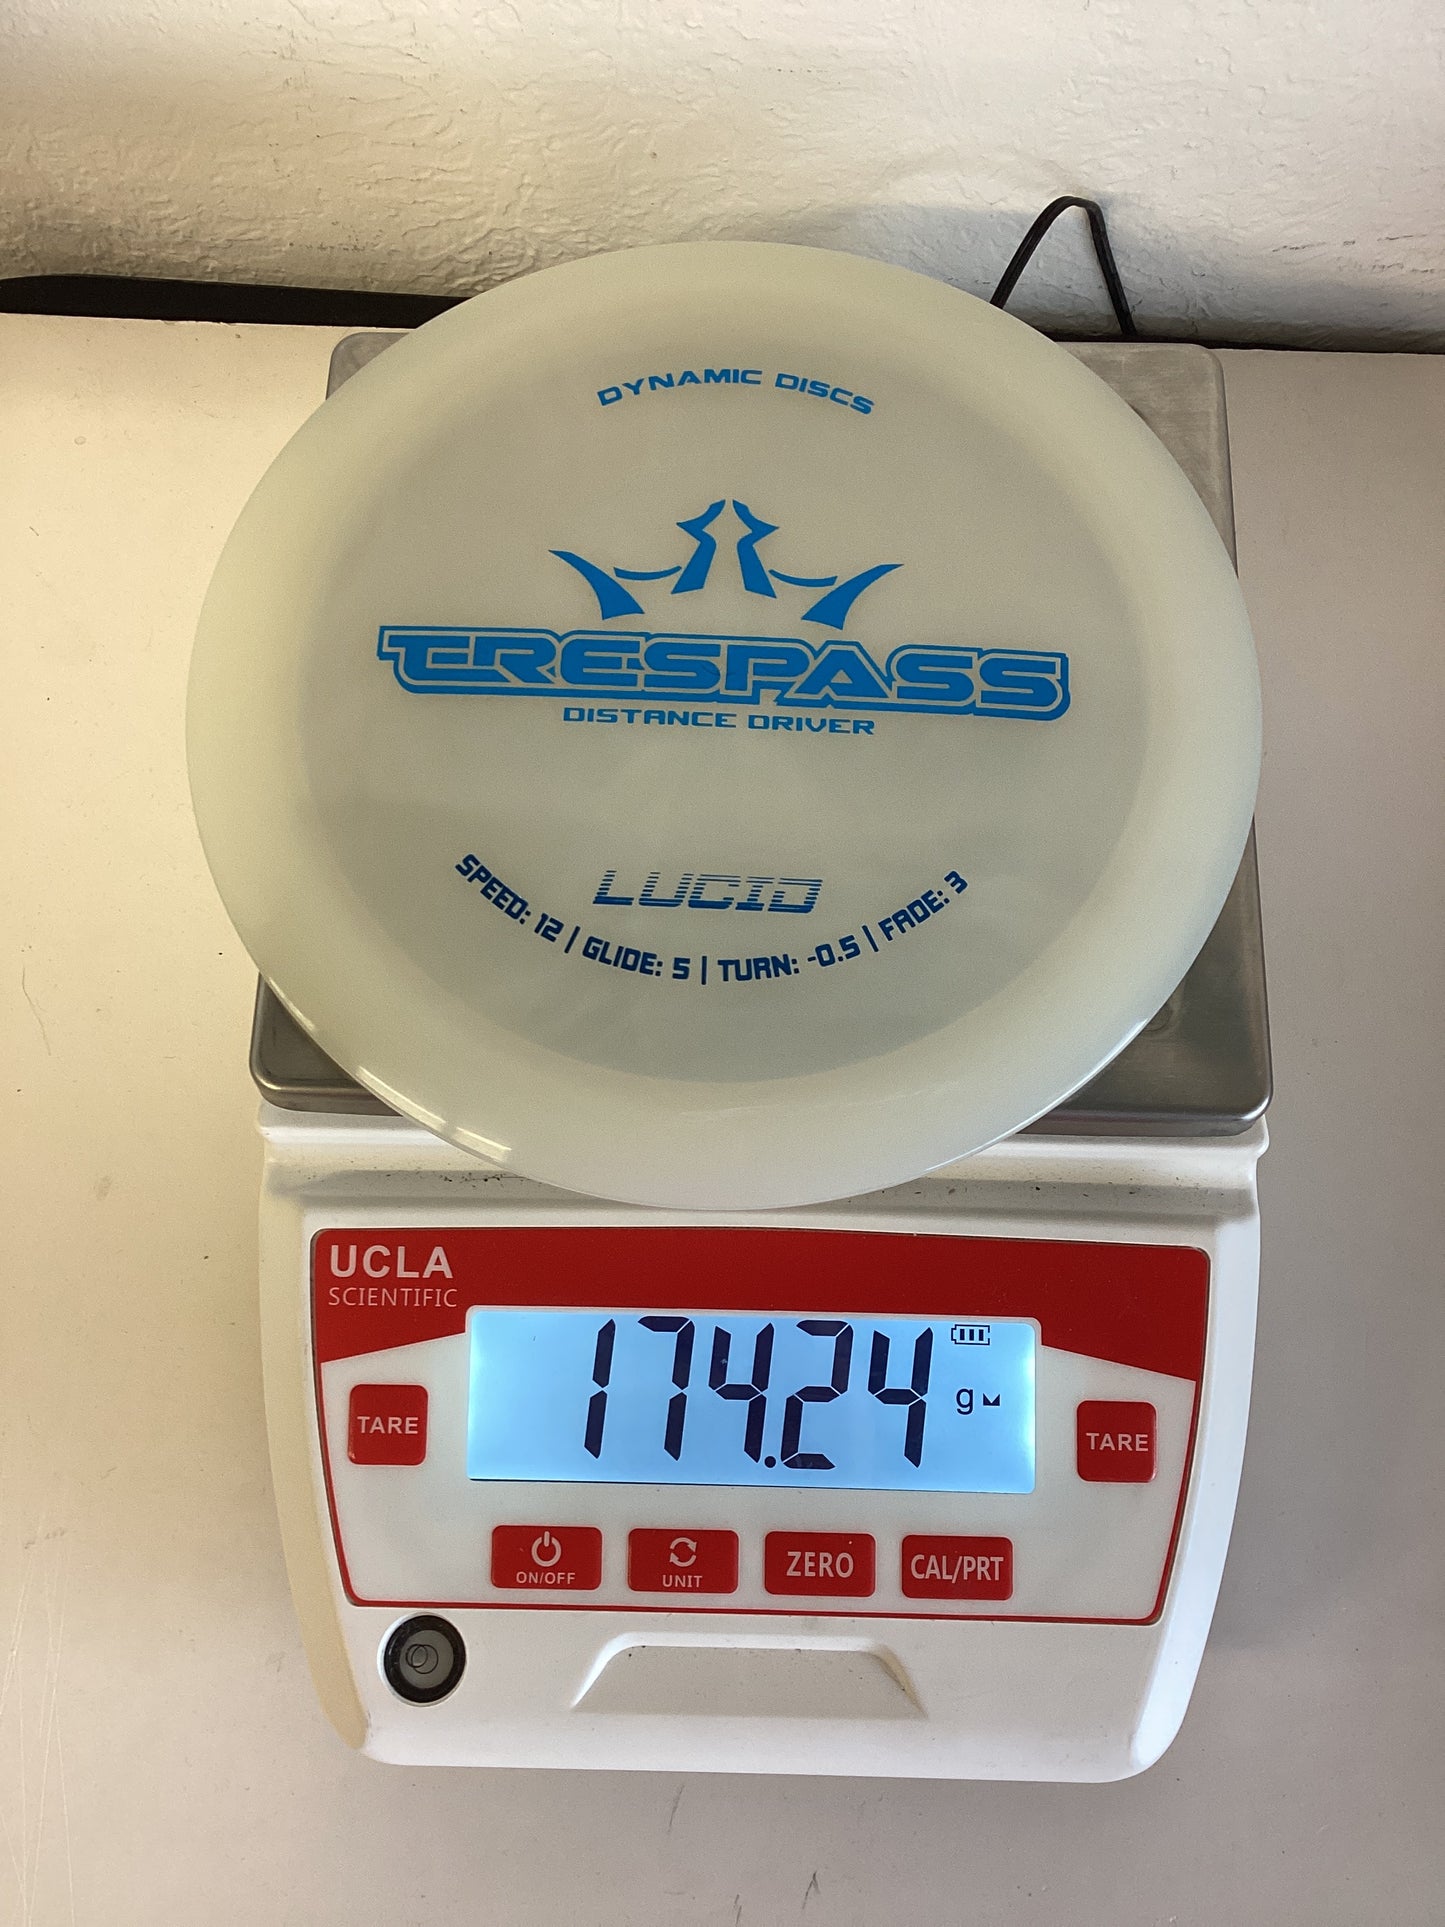 DYNAMIC DISCS
TRESPASS
DISTANCE DRIVER
LUCID
SPEED: 12 | GLIDE: 5 | TURN: -0.5 | FADE: 3
UCLA
SCIENTIFIC
174.24 g
TARE
TARE
ON/OFF
UNIT
ZERO
CAL/PRT